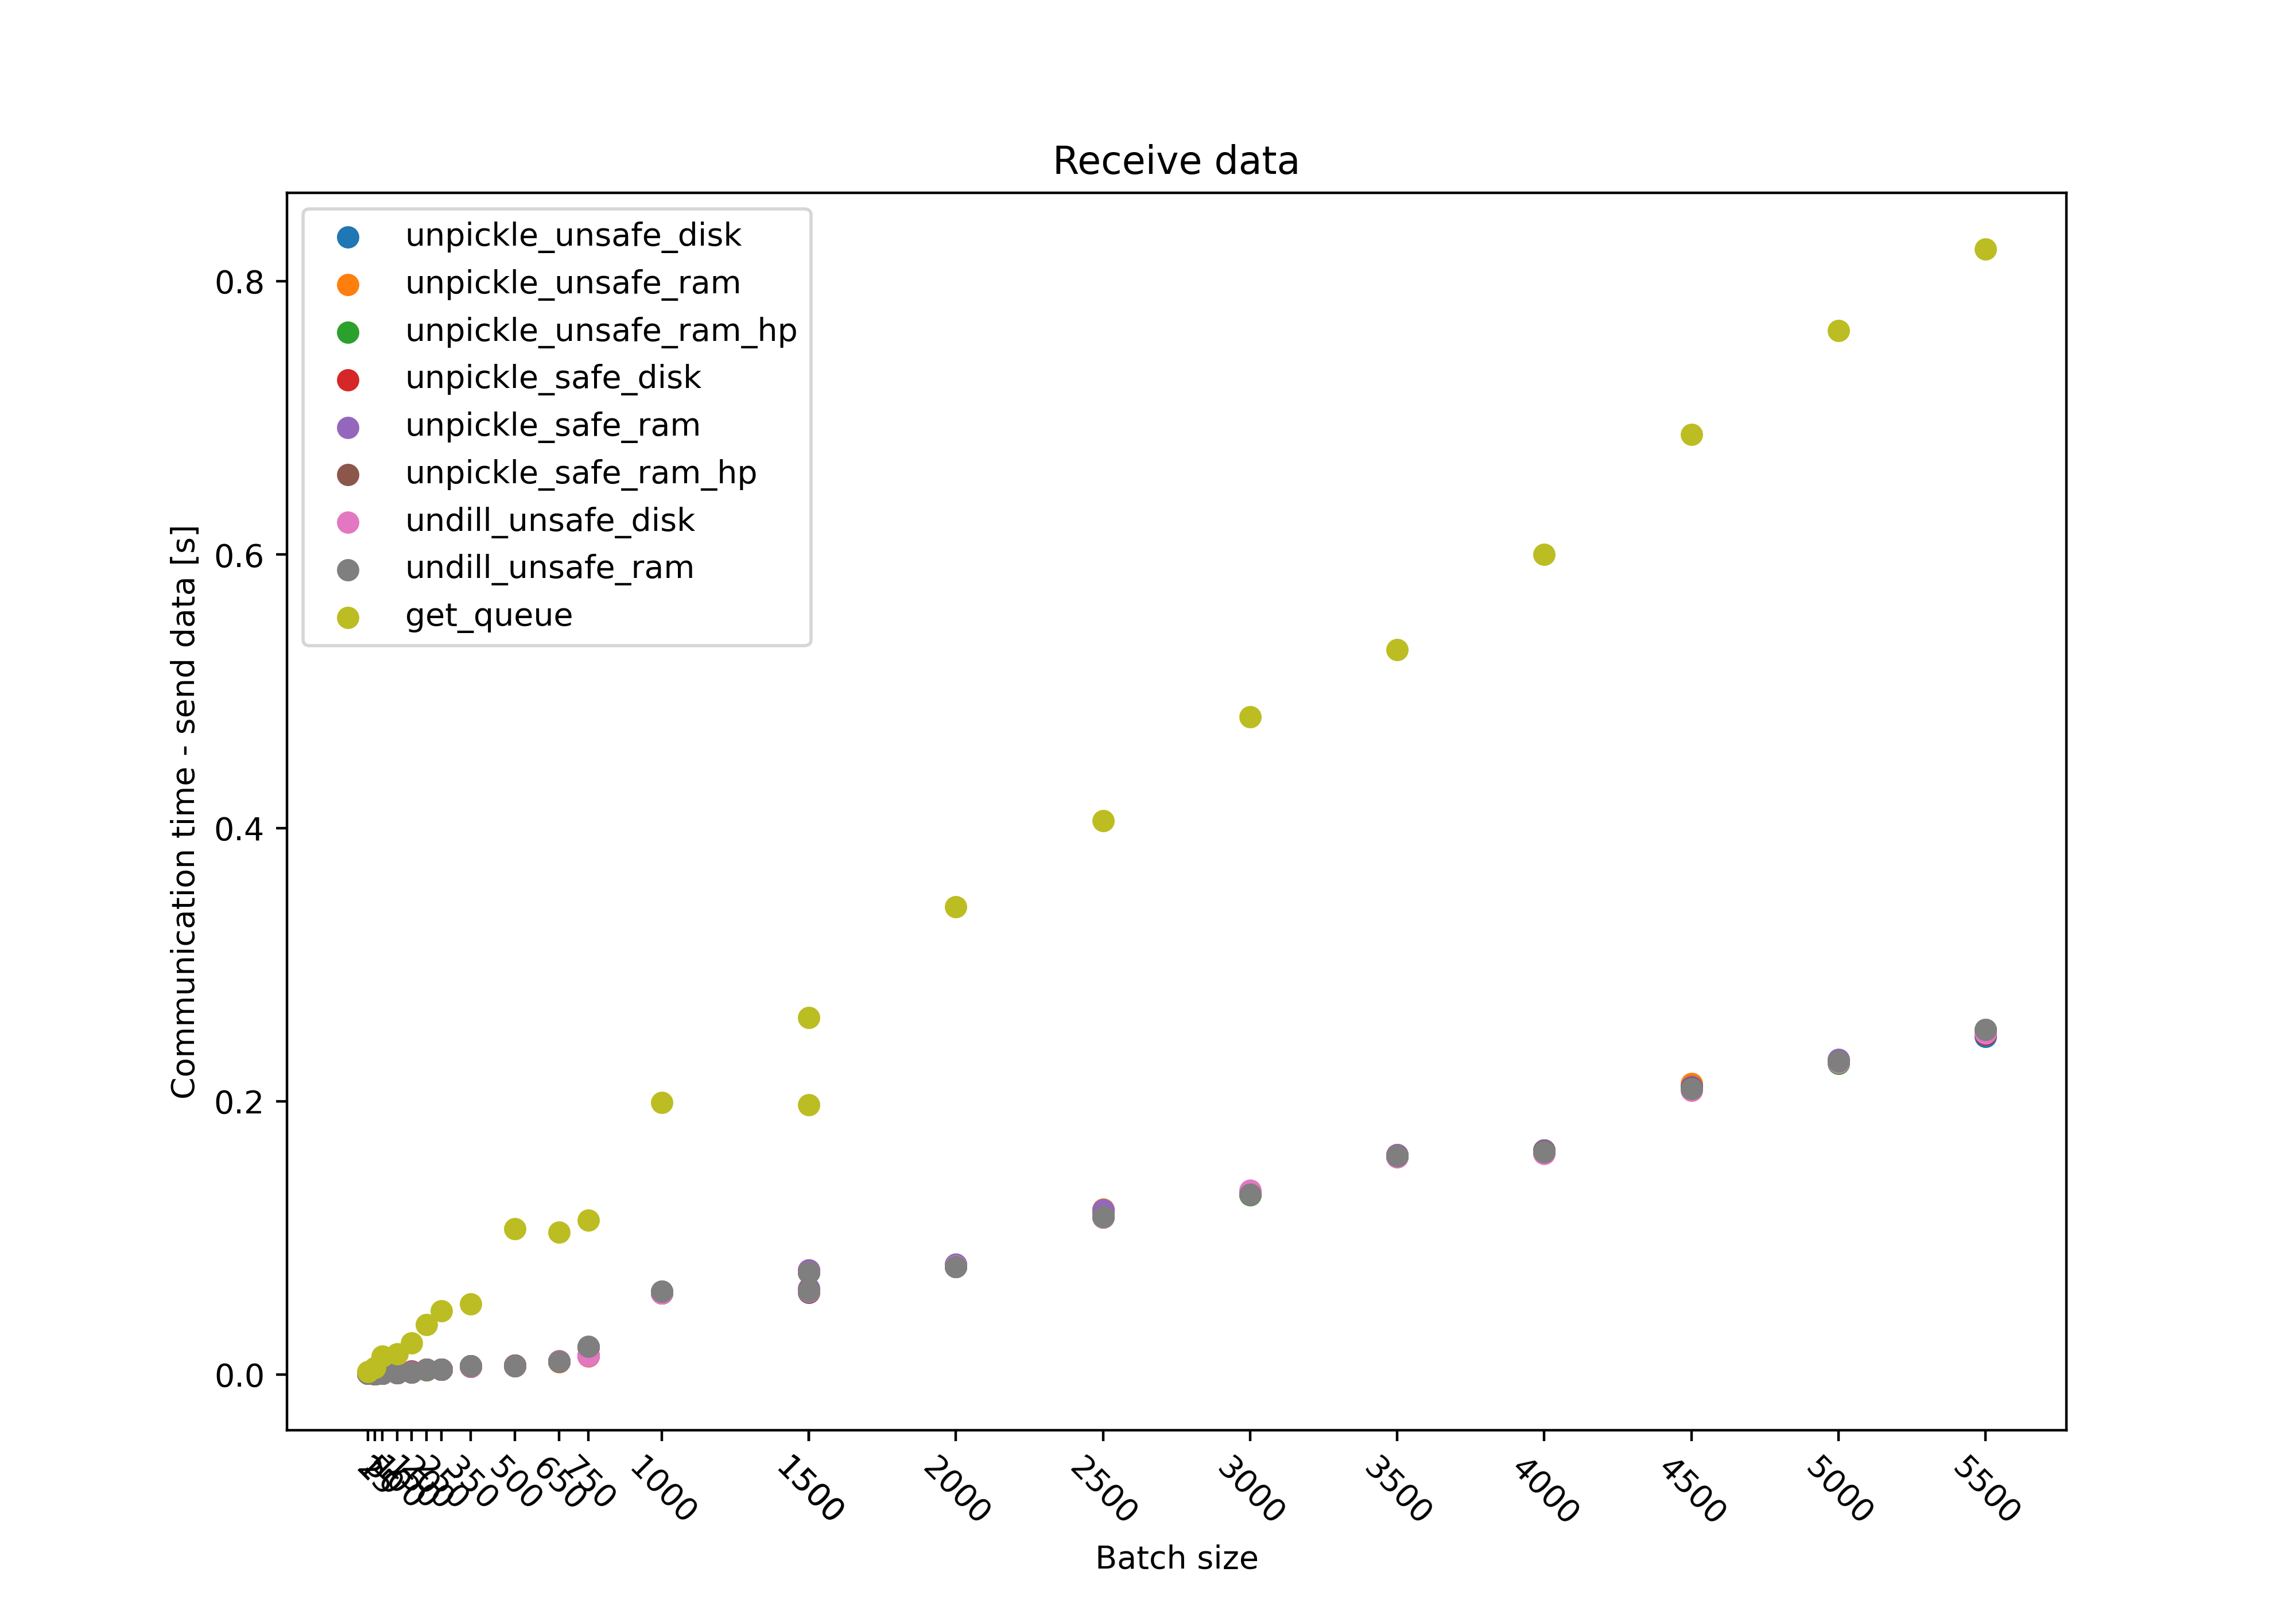 Receive data
unpickle_unsafe_disk
unpickle_unsafe_ram
unpickle_unsafe_ram_hp
unpickle_safe_disk
unpickle_safe_ram
unpickle_safe_ram_hp
undill_unsafe_disk
undill_unsafe_ram
get_queue
Communication time - send data [s]
0.8
0.6
0.4
0.2
0.0
350
500
650
750
1000
1500
2000
2500
3000
3500
4000
4500
5000
5500
Batch size